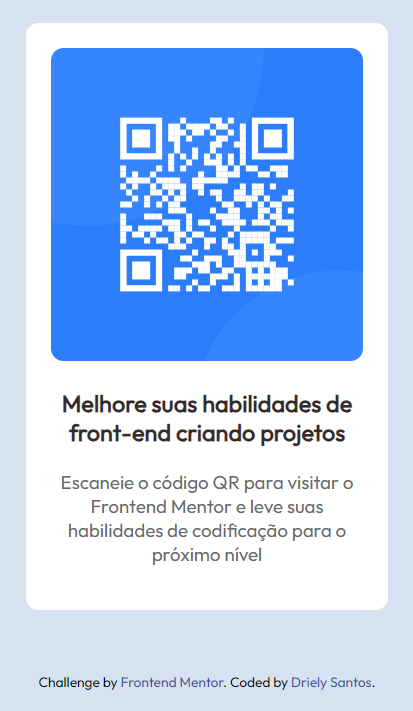 Melhore suas habilidades de
front-end criando projetos
Escaneie o código QR para visitar o
Frontend Mentor e leve suas
habilidades de codificação para o
próximo nível
Challenge by Frontend Mentor. Coded by Driely Santos.